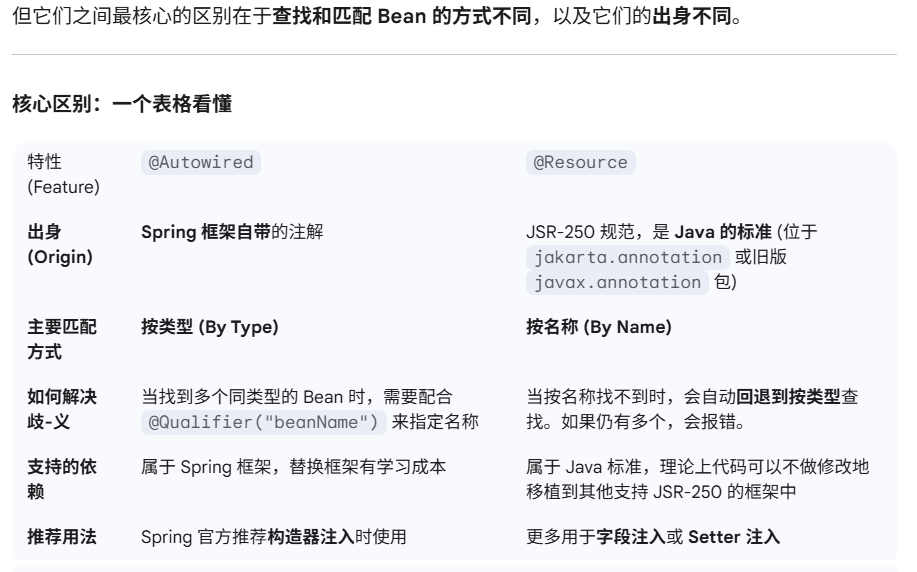 但它们之间最核心的区别在于查找和匹配 Bean 的方式不同，以及它们的出身不同。
核心区别：一个表格看懂
特性
(Feature)
@Autowired
@Resource
出身
(Origin)
Spring 框架自带的注解
JSR-250 规范，是 Java 的标准 (位于
jakarta.annotation 或旧版
javax.annotation 包)
主要匹配
方式
按类型 (By Type)
按名称 (By Name)
如何解决
歧-义
当找到多个同类型的 Bean 时，需要配合
@Qualifier("beanName") 来指定名称
当按名称找不到时，会自动回退到按类型查
找。如果仍有多个，会报错。
支持的依
赖
属于 Spring 框架，替换框架有学习成本
属于 Java 标准，理论上代码可以不做修改地
移植到其他支持 JSR-250 的框架中
推荐用法
Spring 官方推荐构造器注入时使用
更多用于字段注入或 Setter 注入